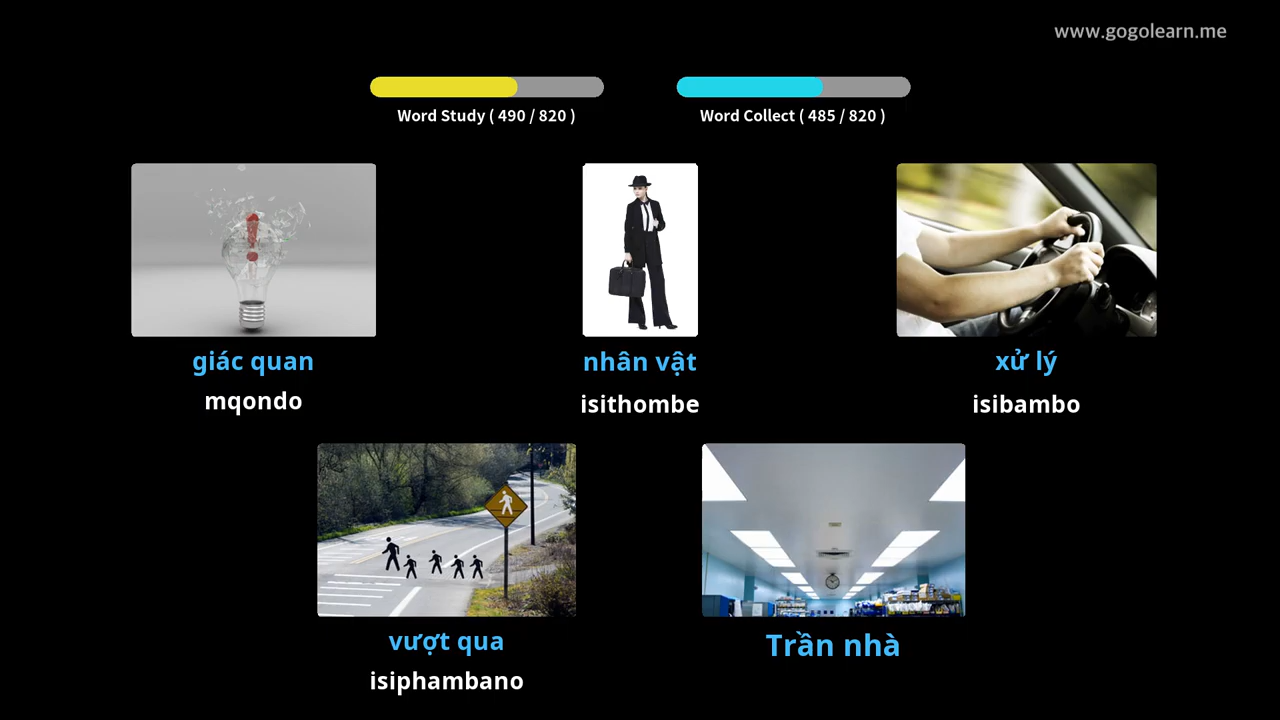 www.gogolearn.me
Word Study ( 490 / 820 )
Word Collect ( 485 / 820 )
giác quan
mqondo
nhân vật
isithombe
xử lý
isibambo
vượt qua
isiphambano
Trần nhà